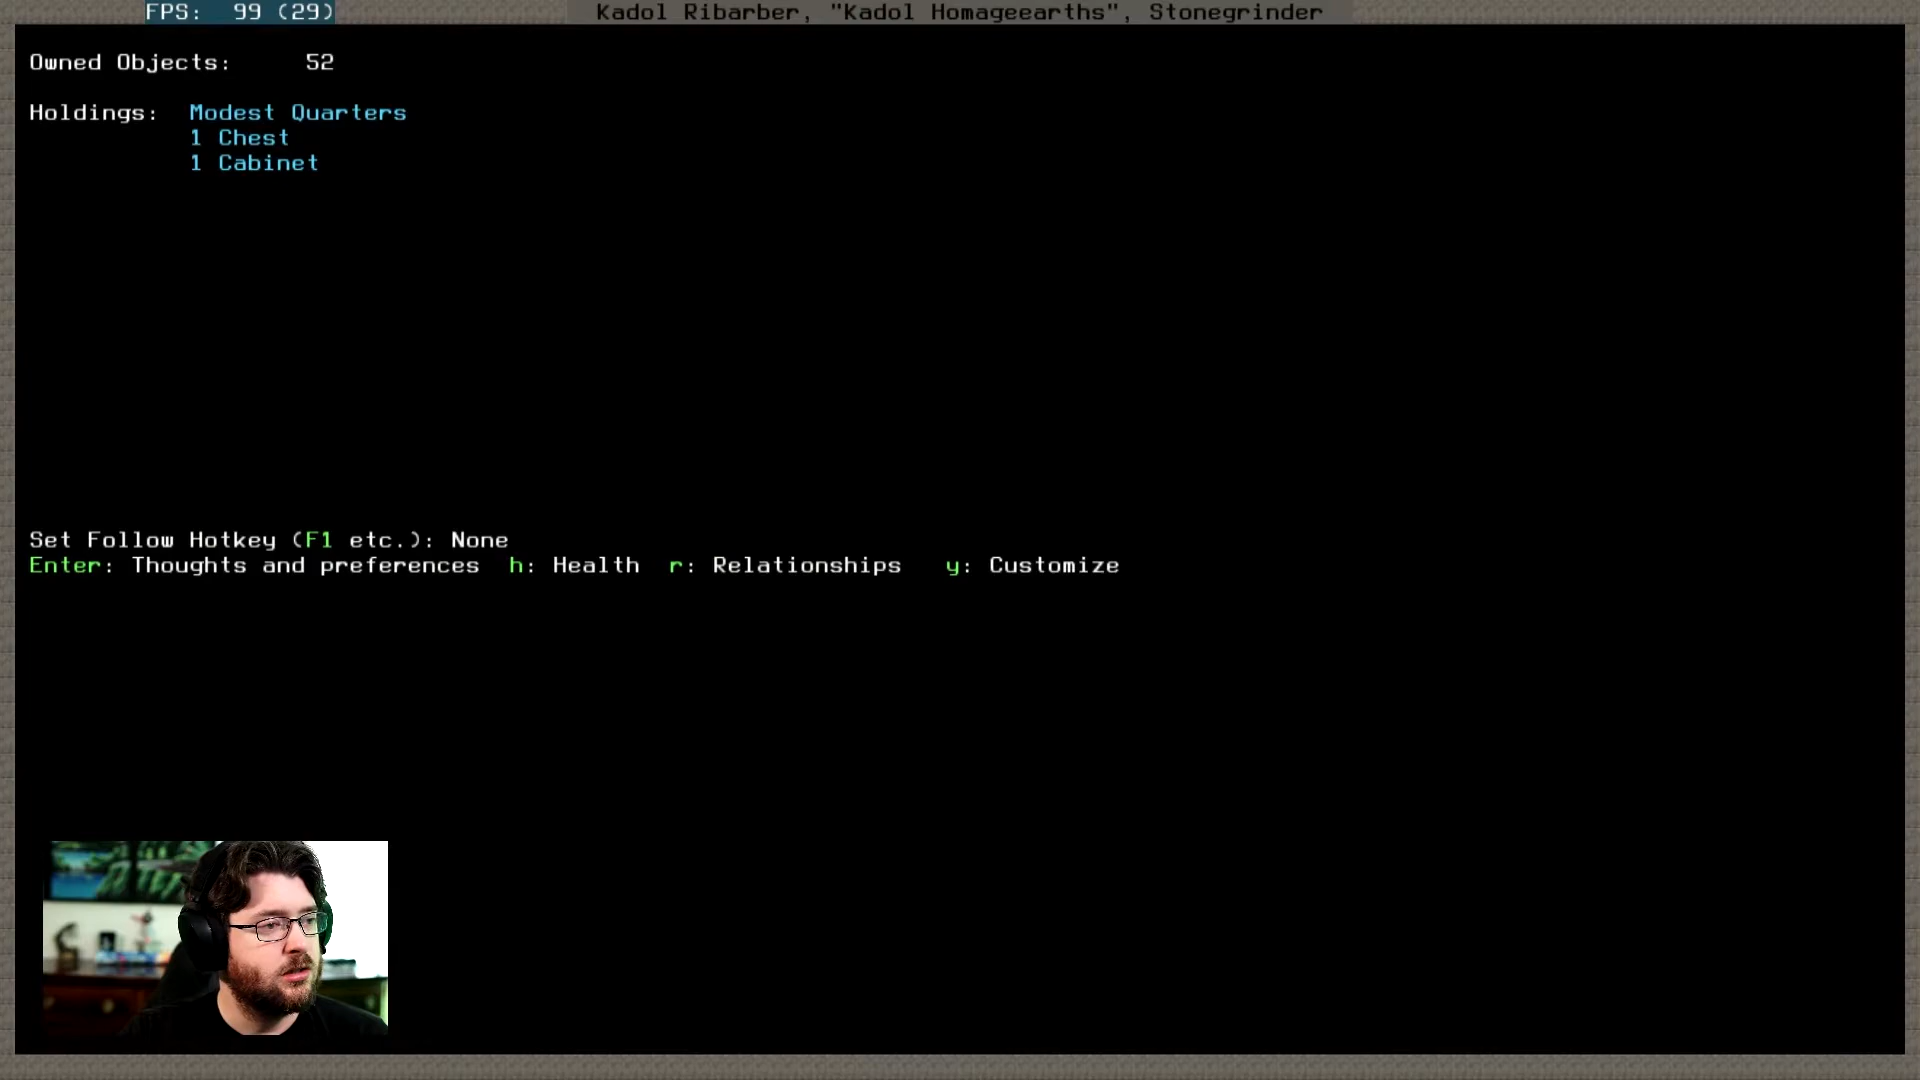 FPS: 99 (29)
Kadol Ribarber, "Kadol Homageearths", Stonegrinder
Owned Objects: 52
Holdings: Modest Quarters
1 Chest
1 Cabinet
Set Follow Hotkey (F1 etc.): None
Enter: Thoughts and preferences h: Health r: Relationships y: Customize